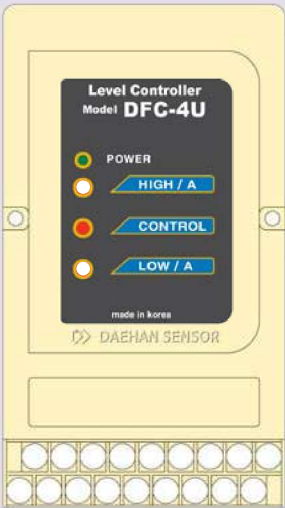 Level Controller
Model DFC-4U
POWER
HIGH / A
CONTROL
LOW / A
made in korea
DAEHAN SENSOR